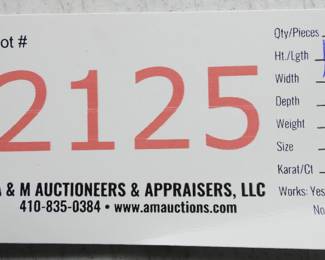 ot #
2125
A & M AUCTIONEERS & APPRAISERS, LLC
410-835-0384 • www.amauctions.com
Qty/Pieces
Ht./Lgth
Width
Depth
Weight
Size
Karat/Ct
Works: Yes
No